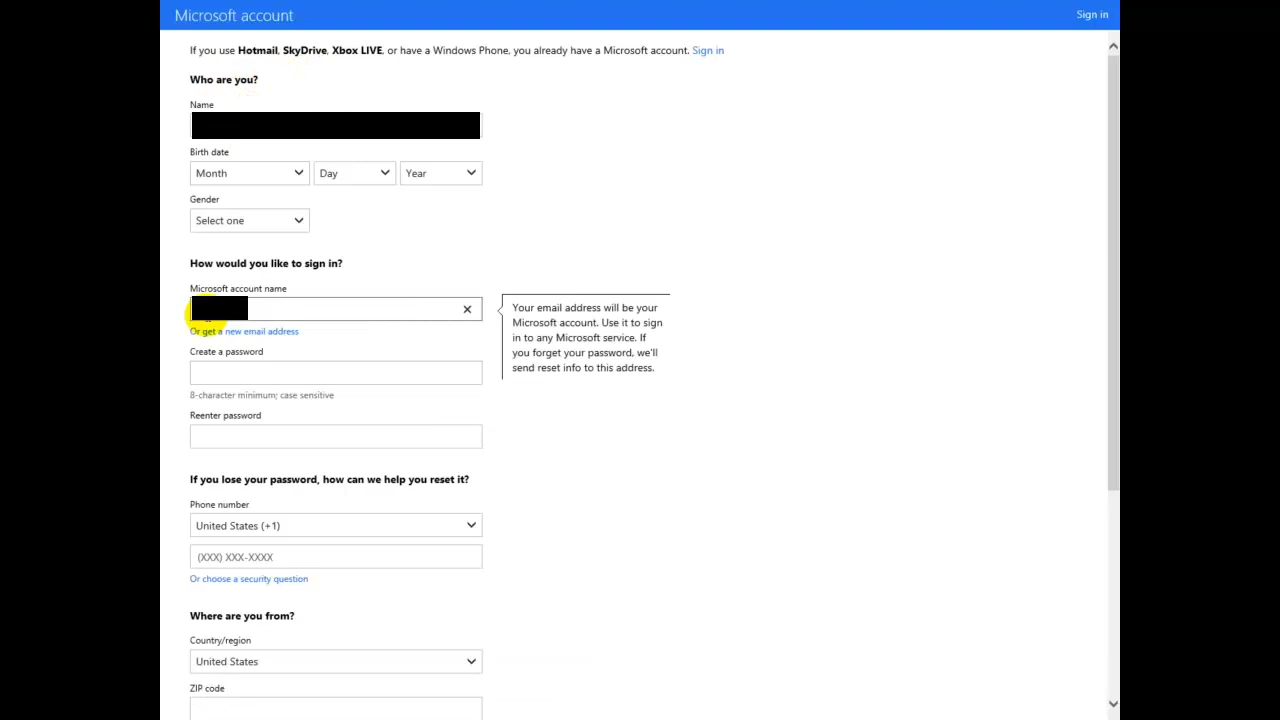 Microsoft account
Sign in
If you use Hotmail, SkyDrive, Xbox LIVE, or have a Windows Phone, you already have a Microsoft account. Sign in
Who are you?
Name
Birth date
Month
Day
Year
Gender
Select one
How would you like to sign in?
Microsoft account name
Or get a new email address
Your email address will be your
Microsoft account. Use it to sign
in to any Microsoft service. If
you forget your password, we'll
send reset info to this address.
Create a password
8-character minimum; case sensitive
Reenter password
If you lose your password, how can we help you reset it?
Phone number
United States (+1)
(XXX) XXX-XXXX
Or choose a security question
Where are you from?
Country/region
United States
ZIP code